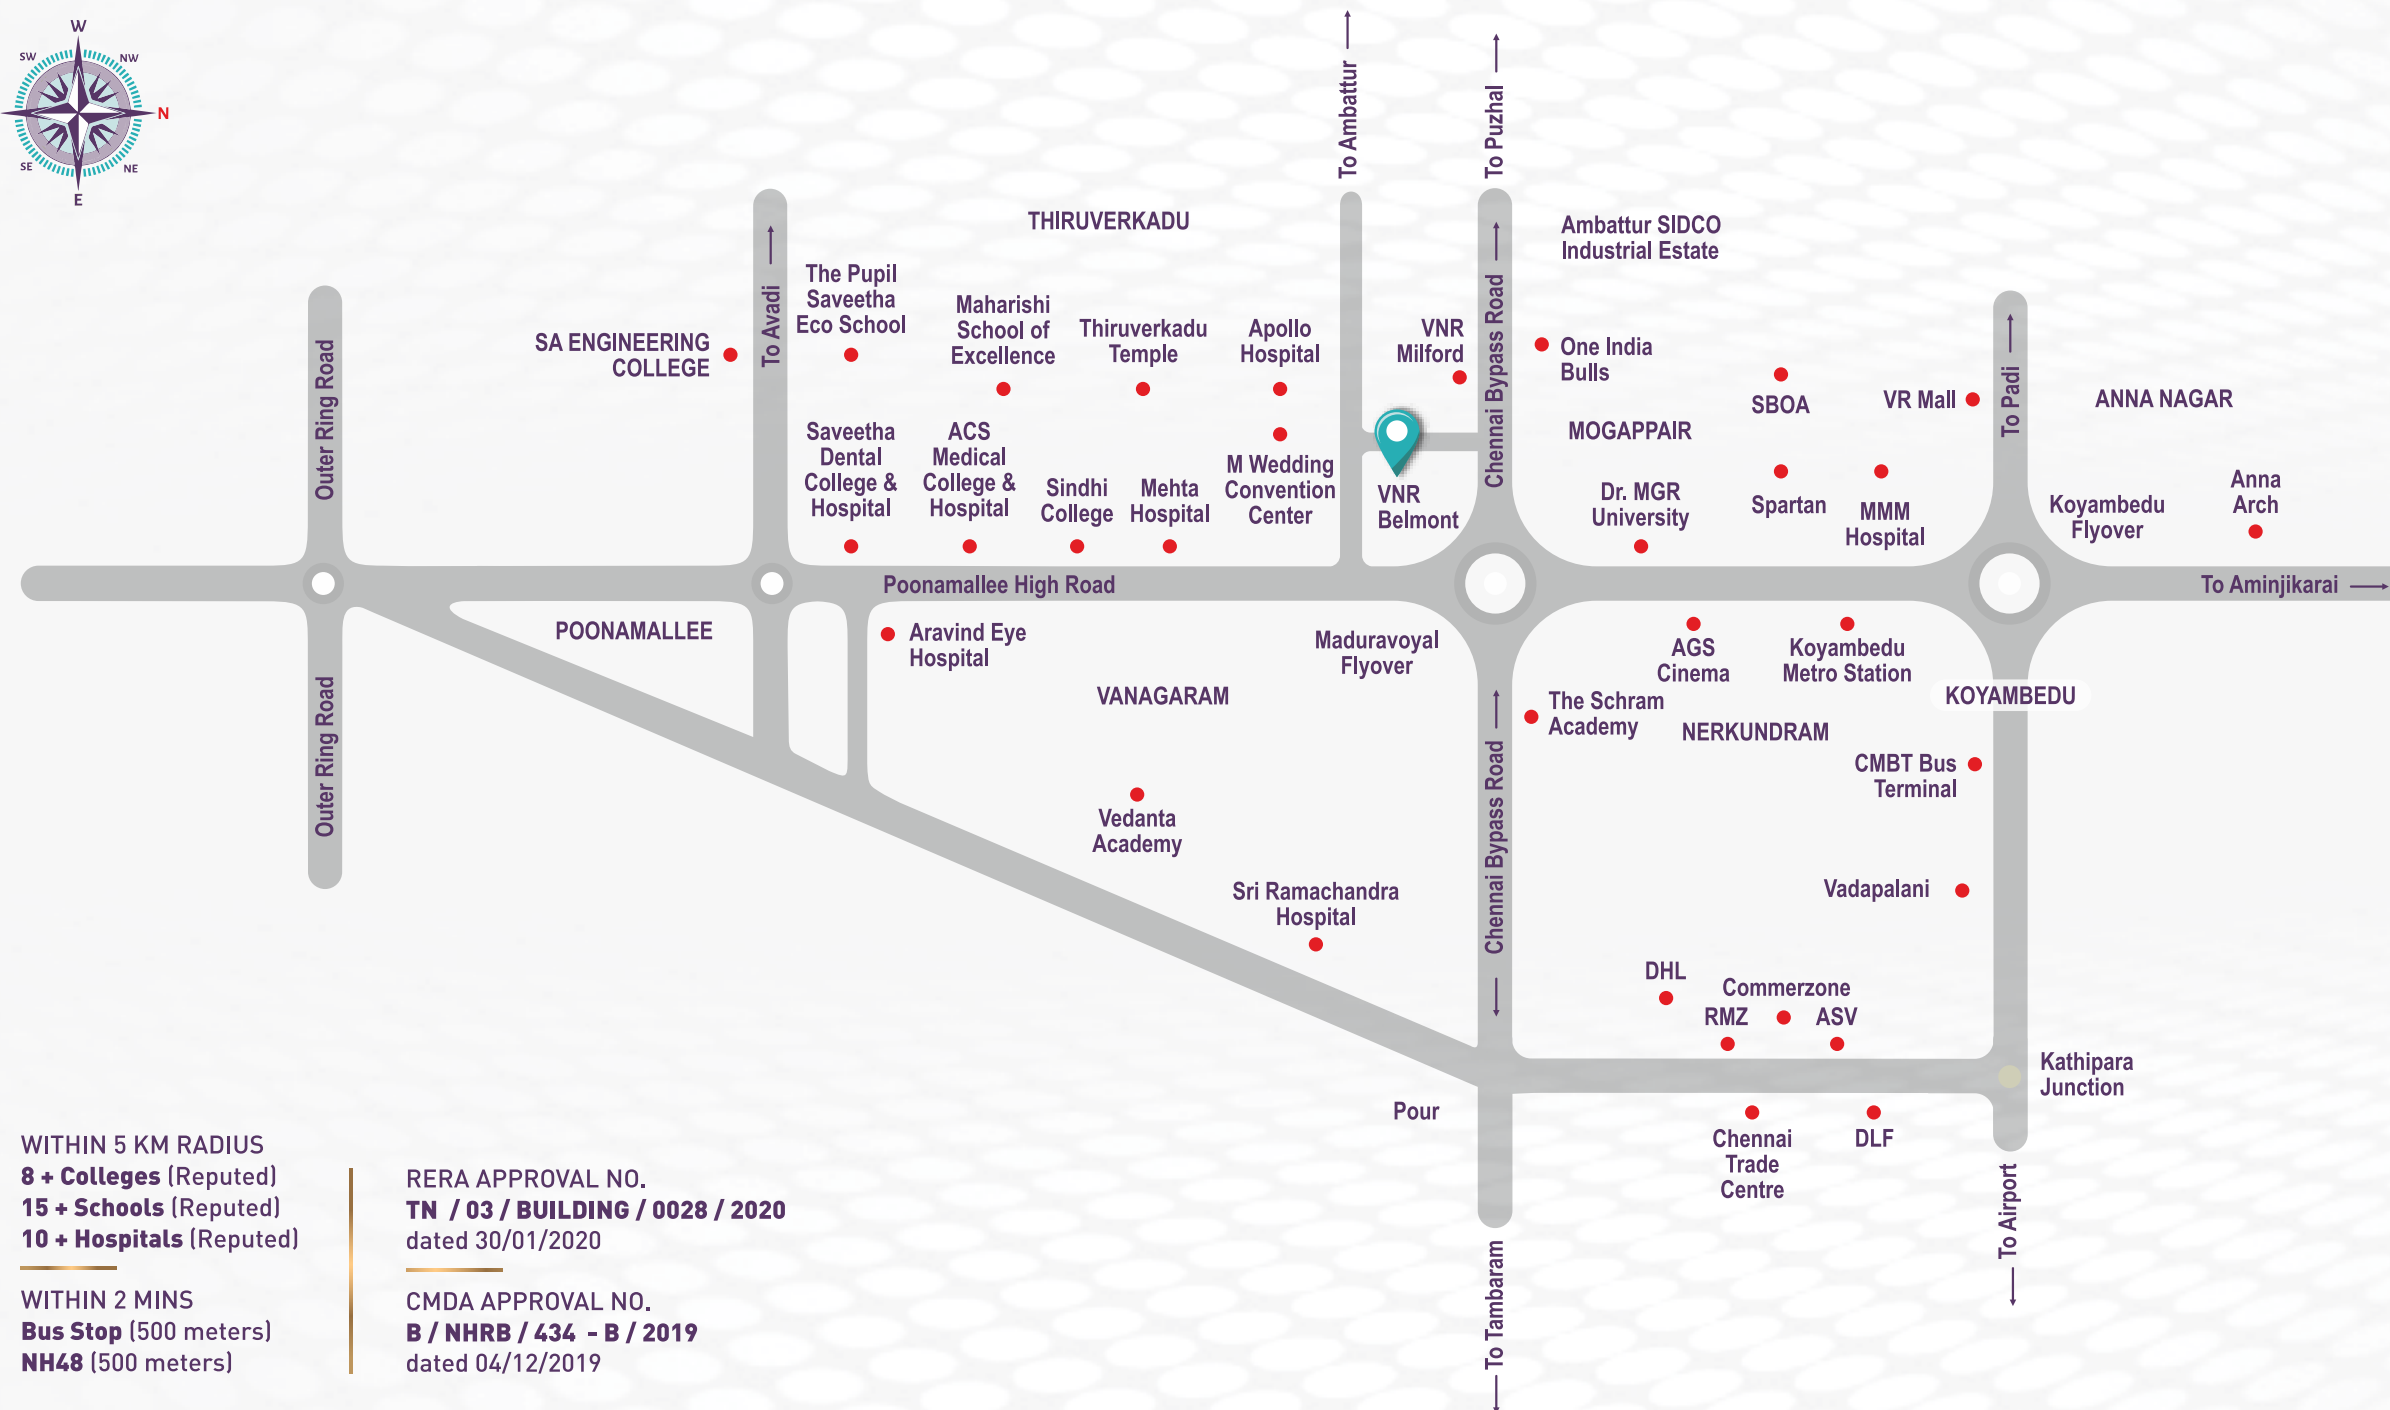 W
SW
NW
N
SE
NE
E
To Ambattur
To Puzhal
THIRUVERKADU
Ambattur SIDCO
Industrial Estate
Outer Ring Road
SA ENGINEERING
COLLEGE
To Avadi
The Pupil
Saveetha
Eco School
Maharishi
School of
Excellence
Thiruverkadu
Temple
Apollo
Hospital
VNR
Milford
Chennai Bypass Road
One India
Bulls
SBOA
VR Mall
To Padi
ANNA NAGAR
MOGAPPAIR
Saveetha
Dental
College &
Hospital
ACS
Medical
College &
Hospital
Sindhi
College
Mehta
Hospital
M Wedding
Convention
Center
VNR
Belmont
Dr. MGR
University
Spartan
MMM
Hospital
Koyambedu
Flyover
Anna
Arch
Poonamallee High Road
To Aminjikarai
POONAMALLEE
Aravind Eye
Hospital
Maduravoyal
Flyover
AGS
Cinema
Koyambedu
Metro Station
Outer Ring Road
VANAGARAM
KOYAMBEDU
The Schram
Academy
NERKUNDRAM
Chennai Bypass Road
CMBT Bus
Terminal
Vedanta
Academy
Sri Ramachandra
Hospital
Vadapalani
DHL
Commerzone
RMZ
ASV
Kathipara
Junction
Pour
Chennai
Trade
Centre
DLF
To Airport
To Tambaram
WITHIN 5 KM RADIUS
8 + Colleges (Reputed)
15 + Schools (Reputed)
10 + Hospitals (Reputed)
WITHIN 2 MINS
Bus Stop (500 meters)
NH48 (500 meters)
RERA APPROVAL NO.
TN / 03 / BUILDING / 0028 / 2020
dated 30/01/2020
CMDA APPROVAL NO.
B / NHRB / 434 - B / 2019
dated 04/12/2019